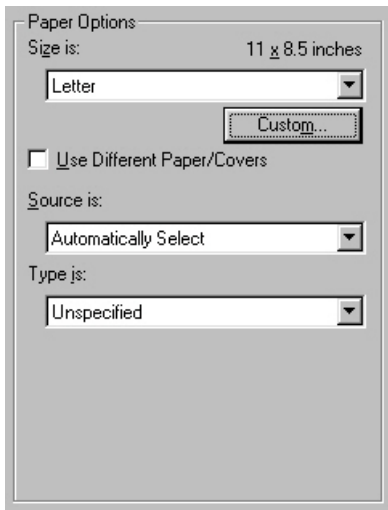 Paper Options
Size is: 11 x 8.5 inches
Letter
Custom...
Use Different Paper/Covers
Source is:
Automatically Select
Type is:
Unspecified